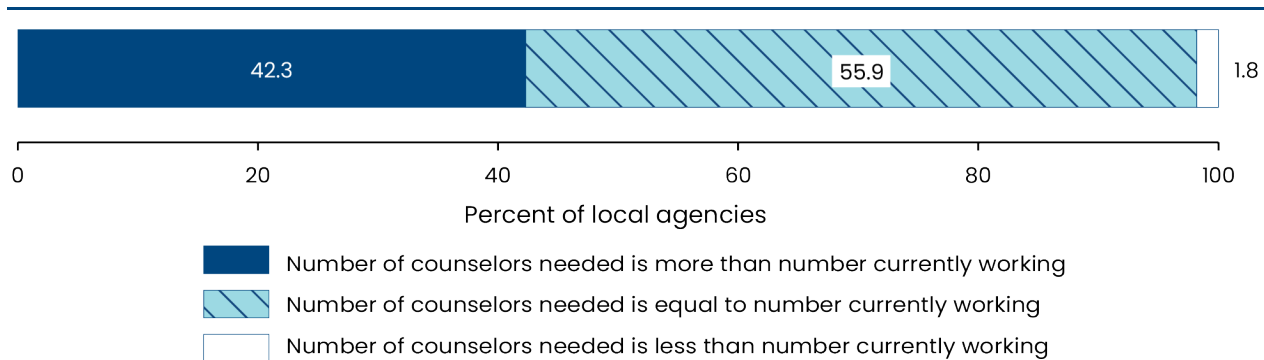 42.3
55.9
1.8
0 20 40 60 80 100
Percent of local agencies
Number of counselors needed is more than number currently working
Number of counselors needed is equal to number currently working
Number of counselors needed is less than number currently working